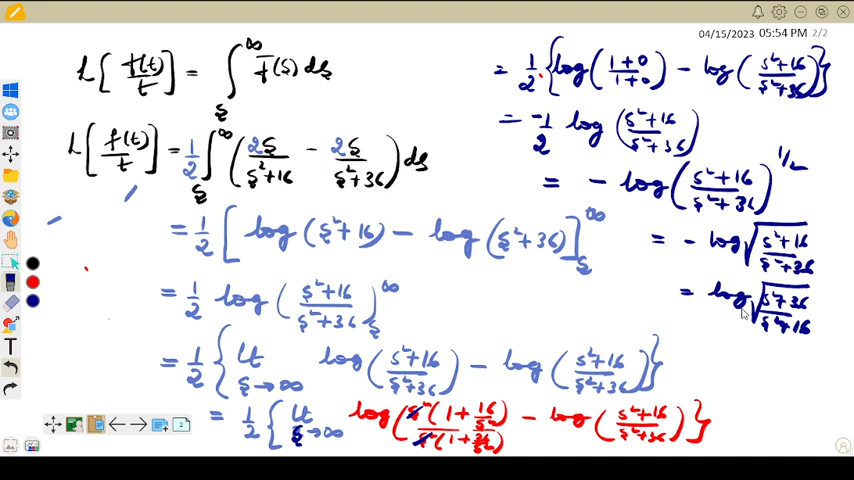 04/15/2023 05:54 PM 2/2
L[f(t)/t] = ∫_s^∞ f̄(s) ds
L[f(t)/t] = 1/2 ∫_s^∞ (2s/(s²+16) − 2s/(s²+36)) ds
= 1/2 [log(s²+16) − log(s²+36)]_s^∞
= 1/2 log((s²+16)/(s²+36))_s^∞
= 1/2 {Lt_{s→∞} log((s²+16)/(s²+36)) − log((s²+16)/(s²+36))}
= 1/2 {Lt_{s→∞} log(s²(1+16/s²)/s²(1+36/s²)) − log((s²+16)/(s²+36))}
= 1/2 {log((1+0)/(1+0)) − log((s²+16)/(s²+36))}
= −1/2 log((s²+16)/(s²+36))
= − log((s²+16)/(s²+36))^{1/2}
= − log √((s²+16)/(s²+36))
= log √((s²+36)/(s²+16))
T
2